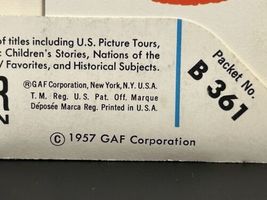 of titles including U.S. Picture Tours,
: Children's Stories, Nations of the
/ Favorites, and Historical Subjects.
Packet No.
B 361
R
N
®GAF Corporation, New York, N.Y. U.S.A.
T.M. Reg. U.S. Pat. Off. Marque
Déposée Marca Reg. Printed in U.S.A.
© 1957 GAF Corporation